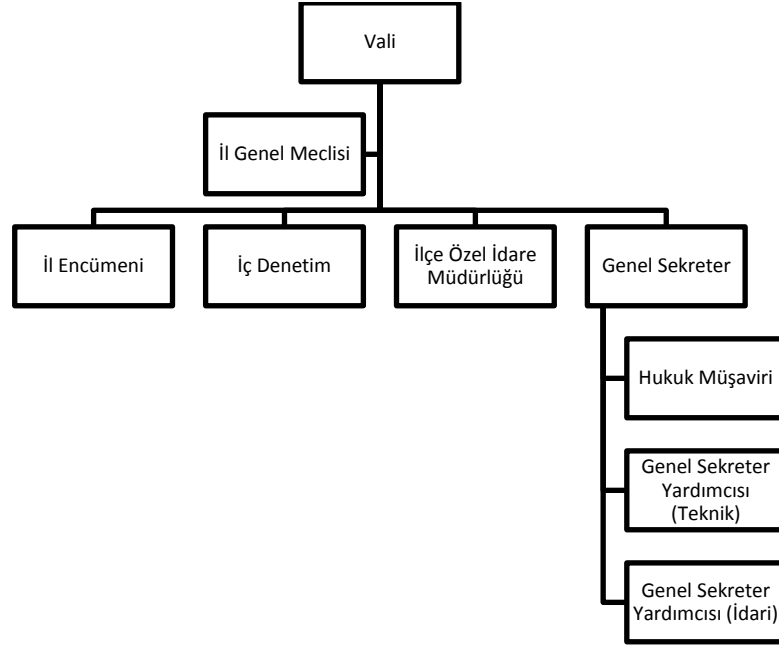 Vali
İl Genel Meclisi
İl Encümeni
İç Denetim
İlçe Özel İdare
Müdürlüğü
Genel Sekreter
Hukuk Müşaviri
Genel Sekreter
Yardımcısı
(Teknik)
Genel Sekreter
Yardımcısı (İdari)